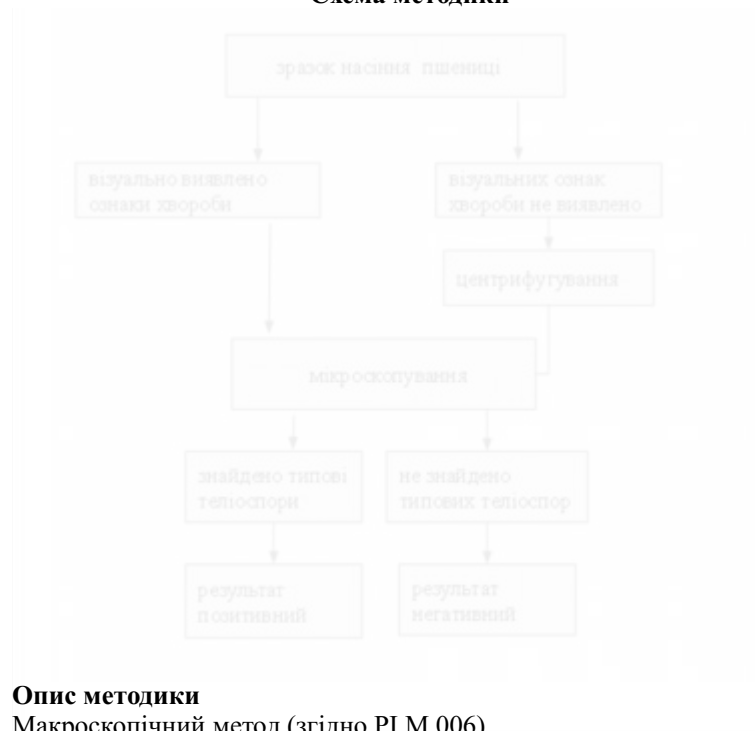 Схема методики
зразок насіння пшениці
візуально виявлено
ознаки хвороби
візуальних ознак
хвороби не виявлено
центрифугування
мікроскопування
знайдено типові
теліоспори
не знайдено
типових теліоспор
результат
позитивний
результат
негативний
Опис методики
Макроскопічний метод (згідно PLM 006)